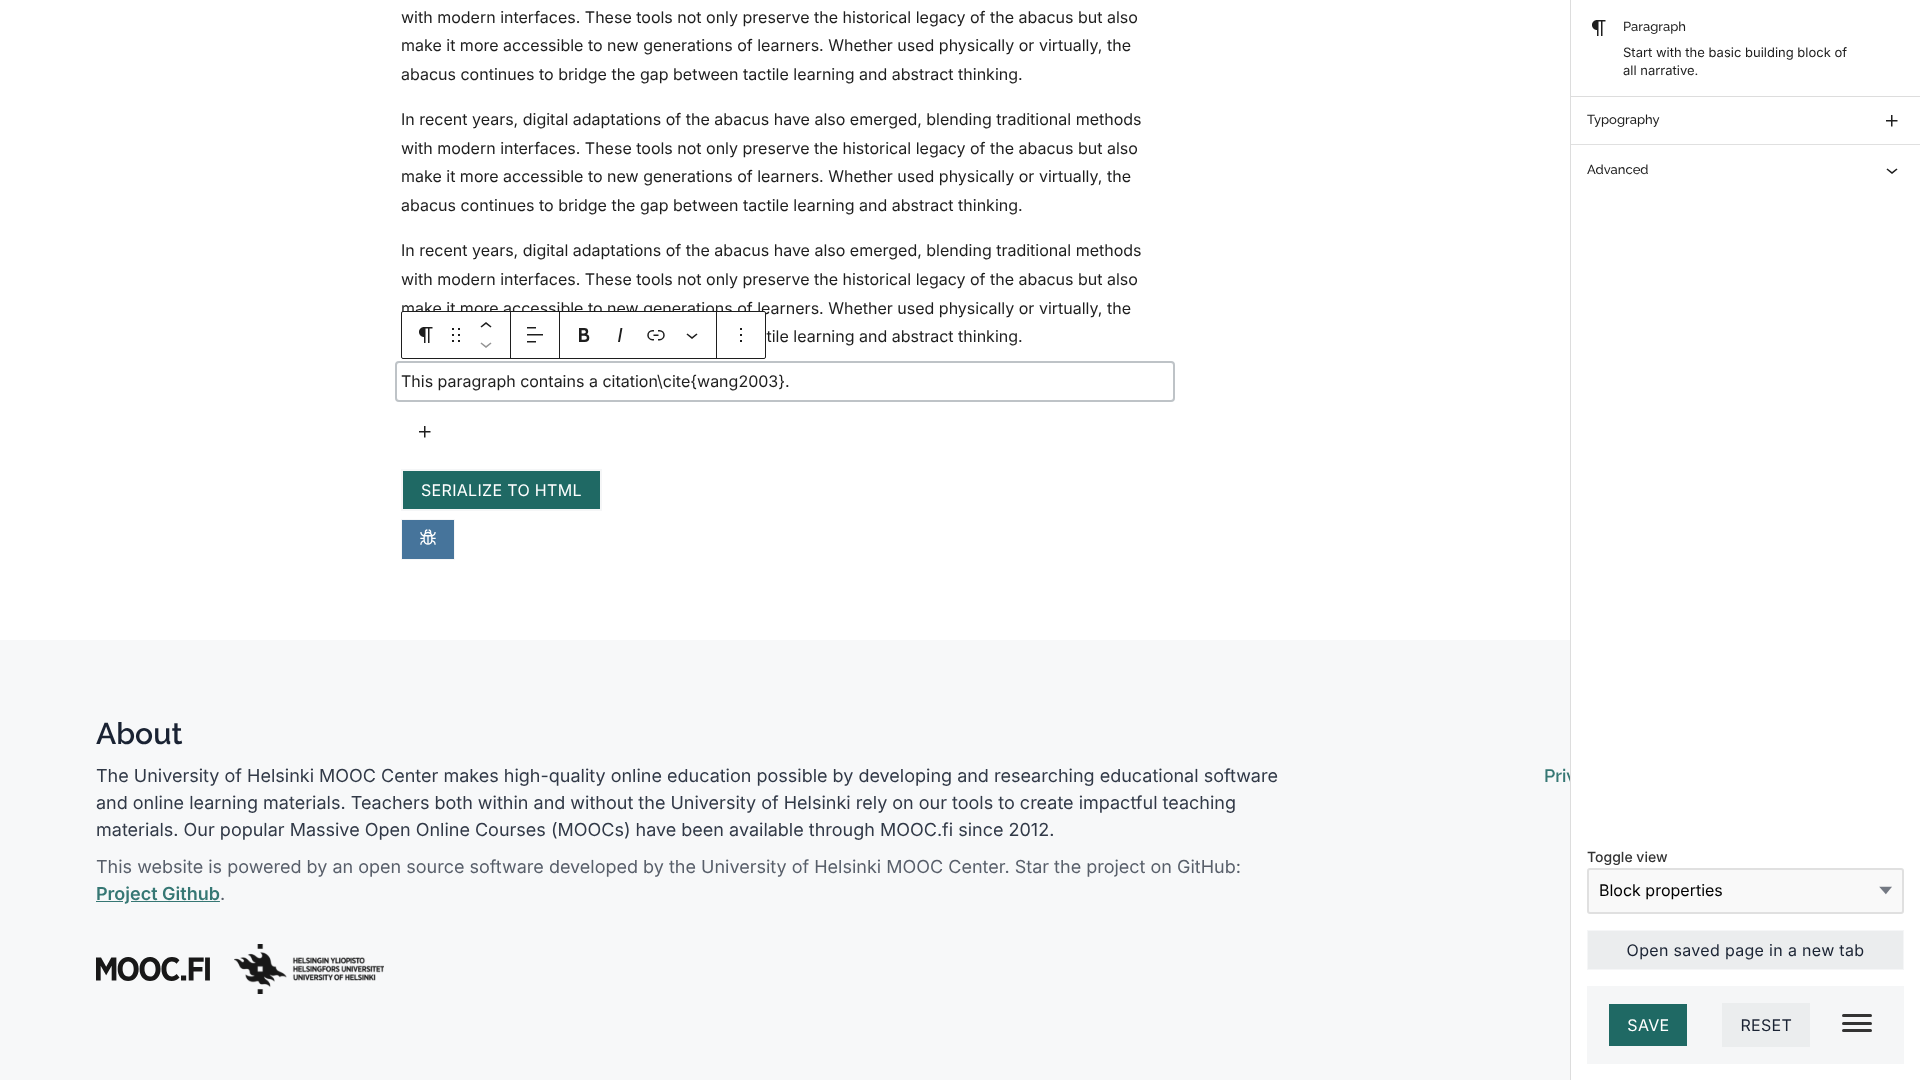 with modern interfaces. These tools not only preserve the historical legacy of the abacus but also
make it more accessible to new generations of learners. Whether used physically or virtually, the
abacus continues to bridge the gap between tactile learning and abstract thinking.
In recent years, digital adaptations of the abacus have also emerged, blending traditional methods
with modern interfaces. These tools not only preserve the historical legacy of the abacus but also
make it more accessible to new generations of learners. Whether used physically or virtually, the
abacus continues to bridge the gap between tactile learning and abstract thinking.
In recent years, digital adaptations of the abacus have also emerged, blending traditional methods
with modern interfaces. These tools not only preserve the historical legacy of the abacus but also
make it more accessible to new generations of learners. Whether used physically or virtually, the
tile learning and abstract thinking.
B I
This paragraph contains a citation\cite{wang2003}.
SERIALIZE TO HTML
About
The University of Helsinki MOOC Center makes high-quality online education possible by developing and researching educational software
and online learning materials. Teachers both within and without the University of Helsinki rely on our tools to create impactful teaching
materials. Our popular Massive Open Online Courses (MOOCs) have been available through MOOC.fi since 2012.
This website is powered by an open source software developed by the University of Helsinki MOOC Center. Star the project on GitHub:
Project Github.
Priv
MOOC.FI
HELSINGIN YLIOPISTO
HELSINGFORS UNIVERSITET
UNIVERSITY OF HELSINKI
Paragraph
Start with the basic building block of
all narrative.
Typography
Advanced
Toggle view
Block properties
Open saved page in a new tab
SAVE
RESET